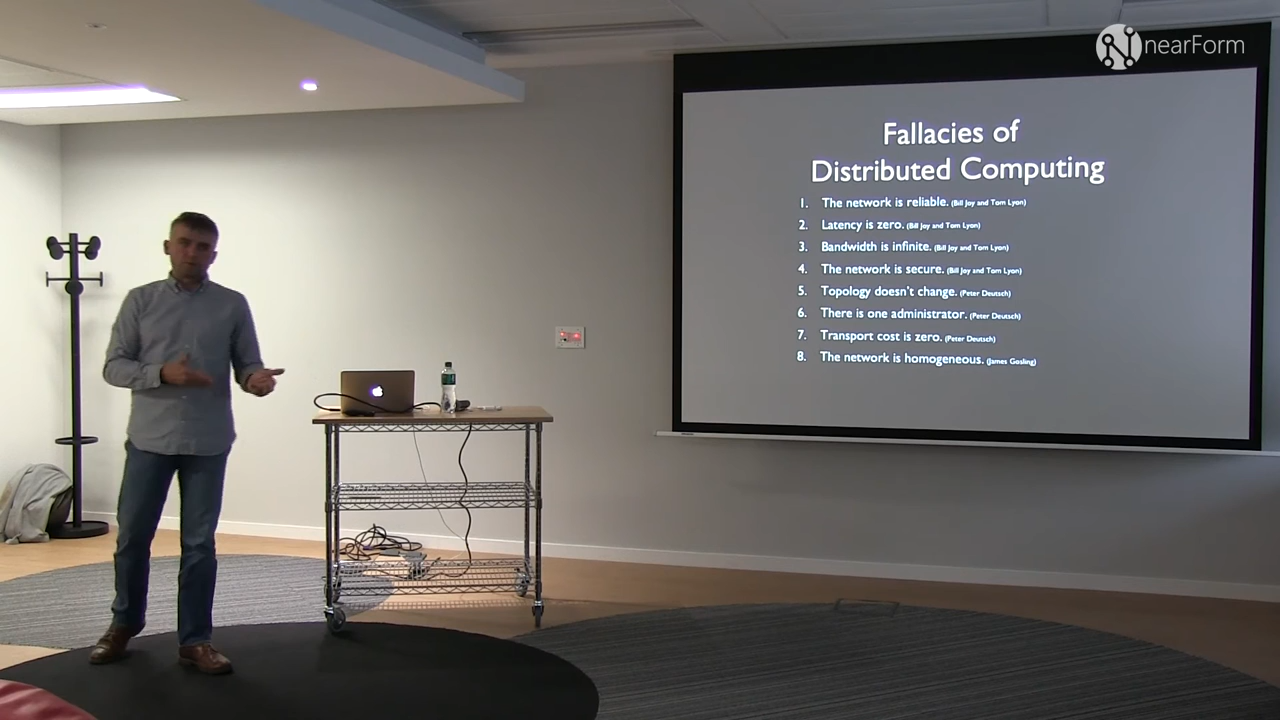 nearForm
Fallacies of
Distributed Computing
1. The network is reliable. (Bill Joy and Tom Lyon)
2. Latency is zero. (Bill Joy and Tom Lyon)
3. Bandwidth is infinite. (Bill Joy and Tom Lyon)
4. The network is secure. (Bill Joy and Tom Lyon)
5. Topology doesn't change. (Peter Deutsch)
6. There is one administrator. (Peter Deutsch)
7. Transport cost is zero. (Peter Deutsch)
8. The network is homogeneous. (James Gosling)